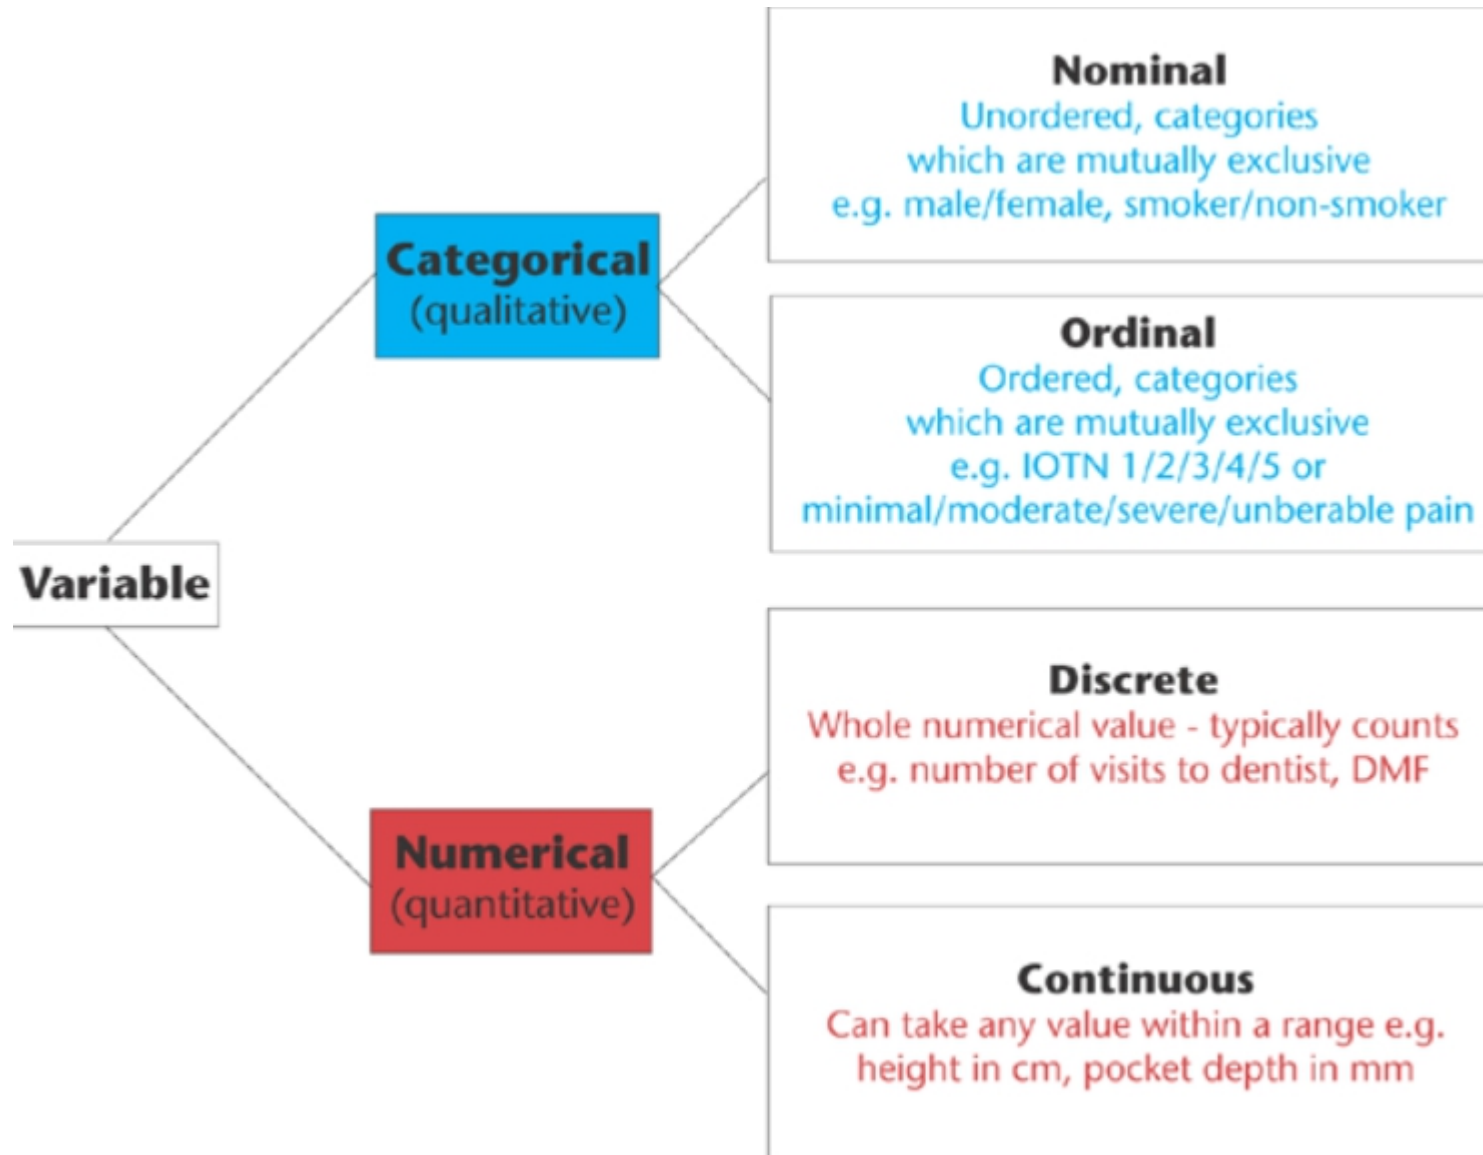 Nominal
Unordered, categories
which are mutually exclusive
e.g. male/female, smoker/non-smoker
Categorical
(qualitative)
Ordinal
Ordered, categories
which are mutually exclusive
e.g. IOTN 1/2/3/4/5 or
minimal/moderate/severe/unberable pain
Variable
Discrete
Whole numerical value - typically counts
e.g. number of visits to dentist, DMF
Numerical
(quantitative)
Continuous
Can take any value within a range e.g.
height in cm, pocket depth in mm